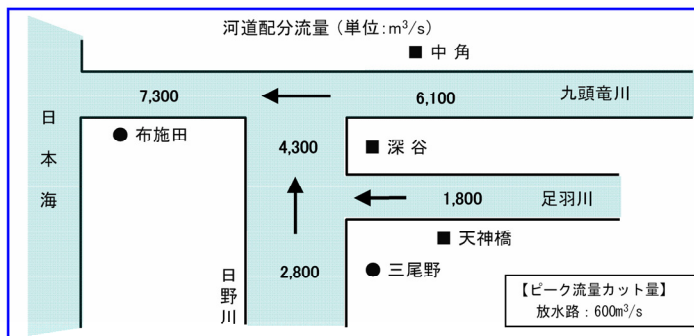 河道配分流量（単位：m³/s）
■ 中 角
7,300
6,100
九頭竜川
日本海
● 布施田
4,300
■ 深 谷
1,800
足羽川
■ 天神橋
日野川
2,800
● 三尾野
【ピーク流量カット量】
放水路：600m³/s